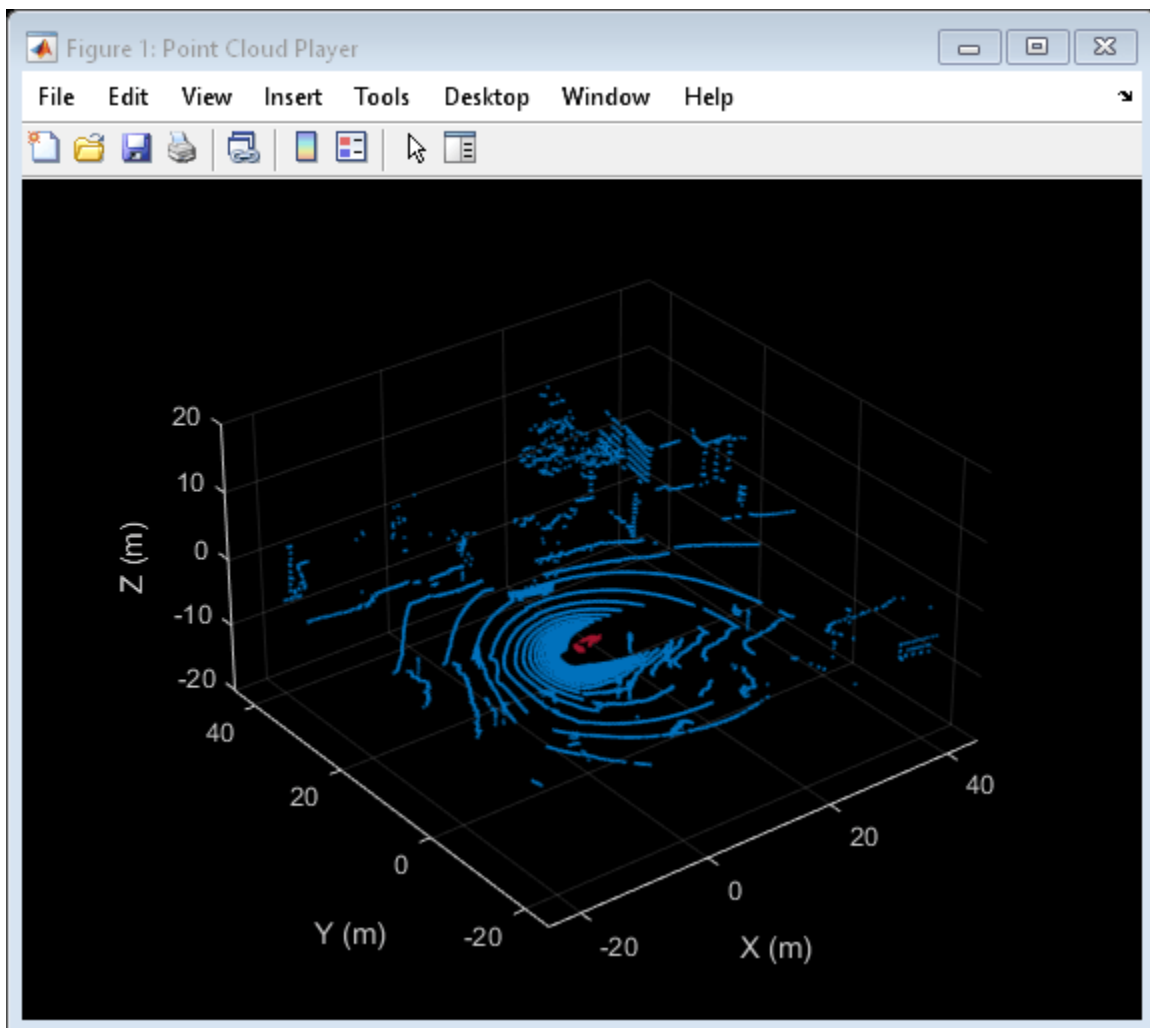 Figure 1: Point Cloud Player
File Edit View Insert Tools Desktop Window Help
20
10
0
-10
-20
Z (m)
40
20
0
-20
Y (m)
-20
0
20
40
X (m)